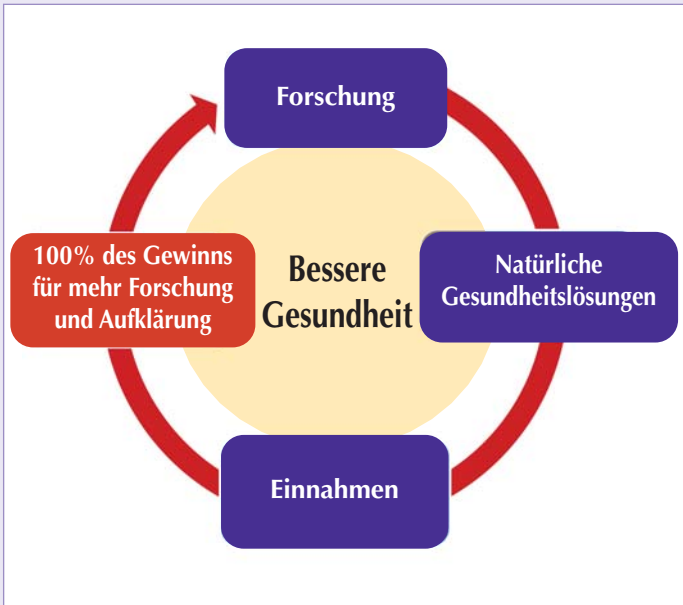 Forschung
Natürliche
Gesundheitslösungen
Einnahmen
100% des Gewinns
für mehr Forschung
und Aufklärung
Bessere
Gesundheit